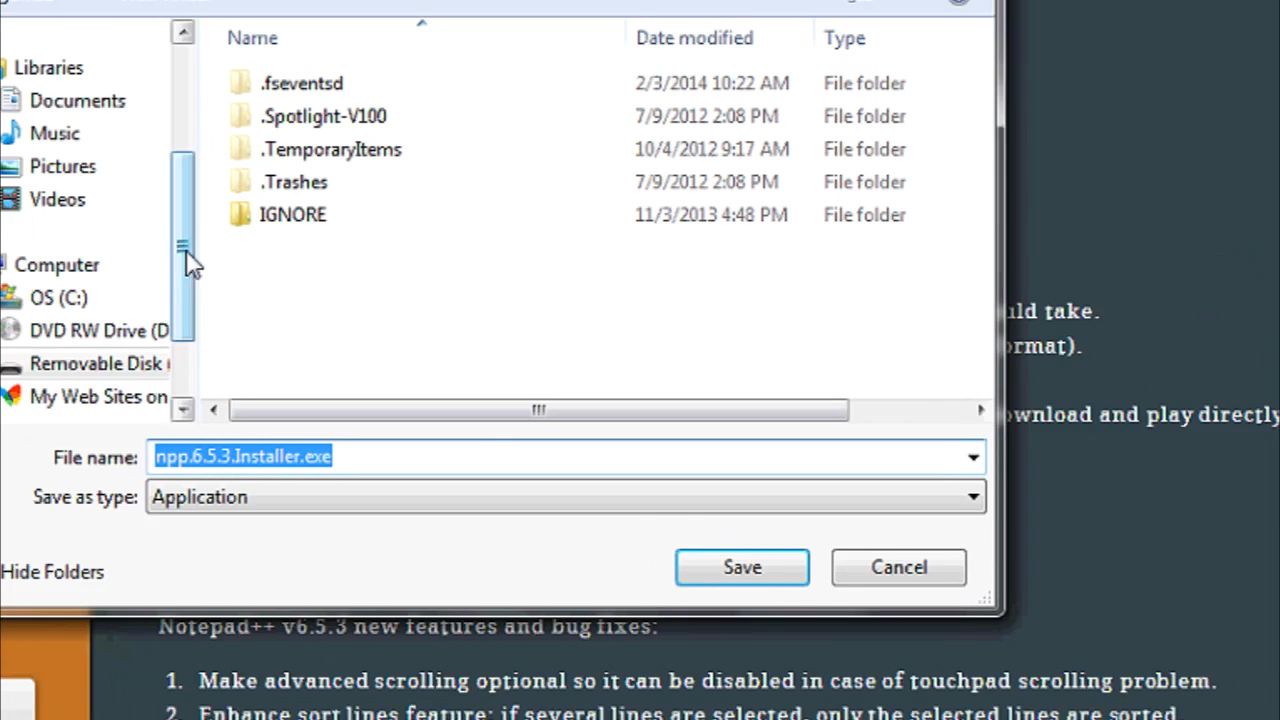 Name Date modified Type
Libraries
.fseventsd 2/3/2014 10:22 AM File folder
Documents
.Spotlight-V100 7/9/2012 2:08 PM File folder
Music
.TemporaryItems 10/4/2012 9:17 AM File folder
Pictures
.Trashes 7/9/2012 2:08 PM File folder
Videos
IGNORE 11/3/2013 4:48 PM File folder
Computer
OS (C:)
uld take.
DVD RW Drive (D
ormat).
Removable Disk
My Web Sites on
ownload and play directly
File name: npp.6.5.3.Installer.exe
Save as type: Application
Hide Folders
Save Cancel
Notepad++ v6.5.3 new features and bug fixes:
1. Make advanced scrolling optional so it can be disabled in case of touchpad scrolling problem.
2. Enhance sort lines feature: if several lines are selected, only the selected lines are sorted